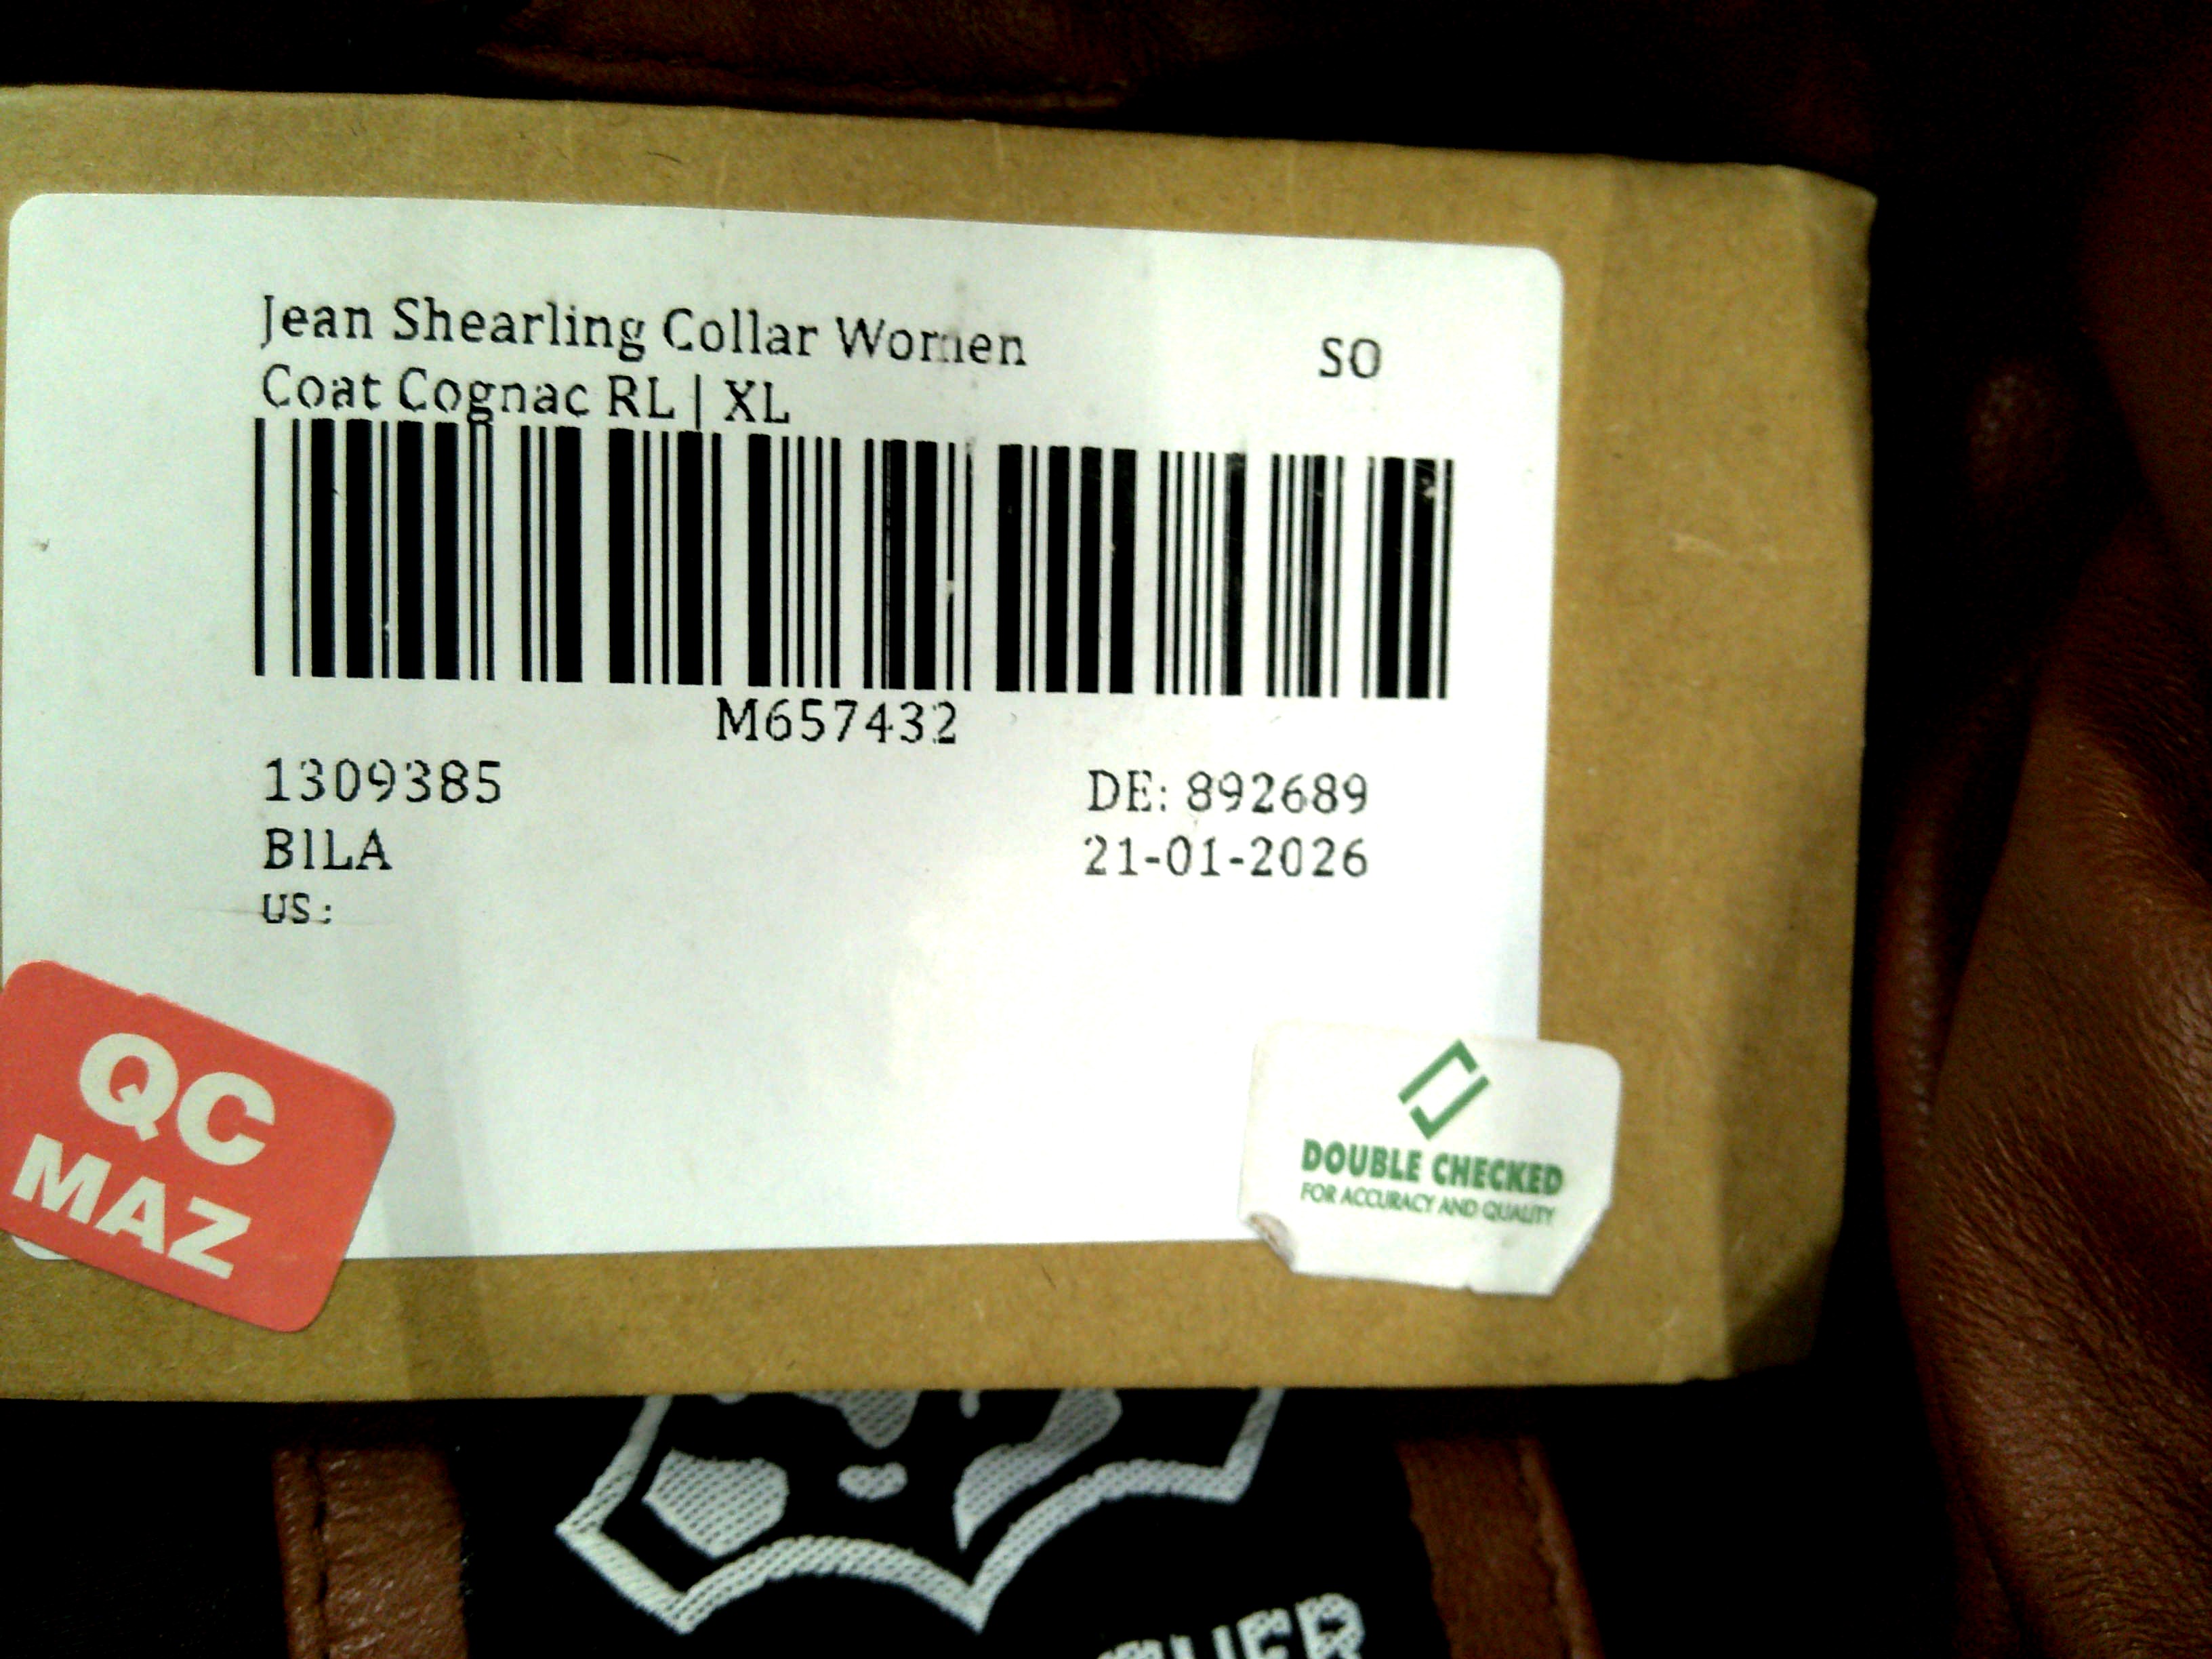 Jean Shearling Collar Women
Coat Cognac RL | XL
SO
M657432
1309385
DE: 892689
BILA
21-01-2026
US:
QC
MAZ
DOUBLE CHECKED
FOR ACCURACY AND QUALITY